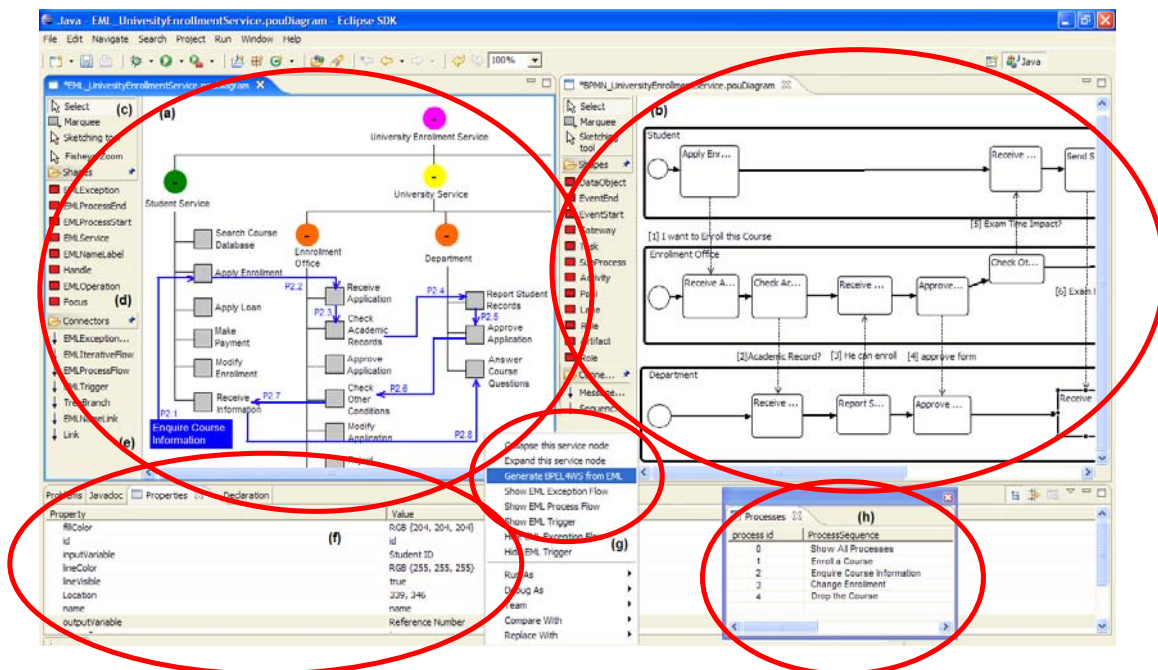 Java - EML_UnivesityEnrollmentService.pouDiagram - Eclipse SDK
File Edit Navigate Search Project Run Window Help
100%
Java
*EML_UnivesityEnrollmentService.pouDiagram
*BPMN_UniversityEnrollmentService.pouDiagram
Select
(c)
Marquee
Sketching tool
Fisheye Zoom
Shapes
EMLException
EMLProcessEnd
EMLProcessStart
EMLService
EMLNameLabel
Handle
EMLOperation
(d)
Focus
Connectors
EMLException...
EMLIterativeFlow
EMLProcessFlow
EMLTrigger
TreeBranch
EMLNameLink
Link
(e)
(a)
University Enrollment Service
-
University Service
-
Student Service
-
Search Course
Database
Apply Enrollment
Apply Loan
Make
Payment
Modify
Enrollment
Receive
Information
P2.1
Enquire Course
Information
-
Ennrollment
Office
P2.2
Receive
Application
P2.3
Check
Academic
Records
Approve
Application
Check
Other
Conditions
Modify
Application
P2.7
P2.6
P2.4
P2.8
-
Department
Report Student
Records
P2.5
Approve
Application
Answer
Course
Questions
Select
Marquee
Sketching
tool
Shapes
DataObject
EventEnd
EventStart
Gateway
Task
SubProcess
Activity
Pool
Lane
Rule
Artifact
Role
Conne...
Message...
Sequenc...
(b)
Student
Apply Enr...
Receive ...
Send S
[1] I want to Enroll this Course
[5] Exam Time Impact?
Enrollment Office
Receive A...
Check Ac...
Receive ...
Approve...
Check Ot...
[6] Exam
[2]Academic Record?
[3] He can enroll
[4] approve form
Department
Receive ...
Report S...
Approve ...
Receive
Problems Javadoc Properties Declaration
Property Value
fillColor RGB {204, 204, 204}
id id
inputVariable Student ID
lineColor RGB {255, 255, 255}
lineVisible true
Location 339, 346
name name
outputVariable Reference Number
(f)
Collapse this service node
Expand this service node
Generate BPEL4WS from EML
Show EML Exception Flow
Show EML Process Flow
Show EML Trigger
Hide EML Exception Flow
Hide EML Trigger
(g)
Run As
Debug As
Team
Compare With
Replace With
Processes
(h)
process id ProcessSequence
0 Show All Processes
1 Enroll a Course
2 Enquire Course Information
3 Change Enrollment
4 Drop the Course